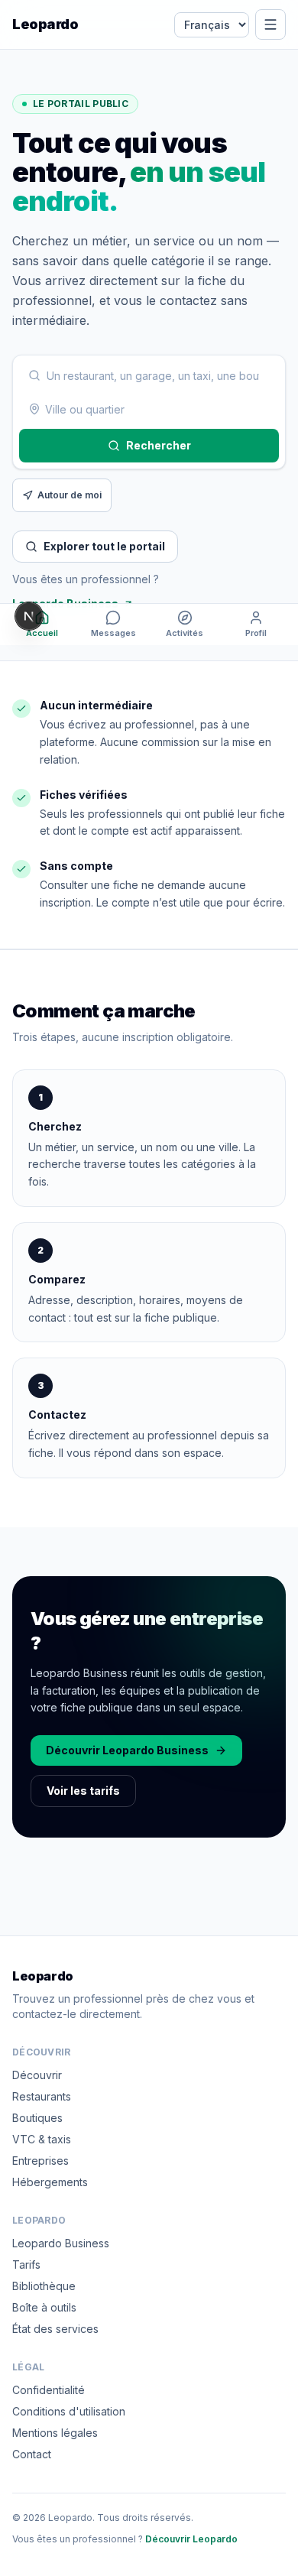 Leopardo
Français
LE PORTAIL PUBLIC
Tout ce qui vous
entoure, en un seul
endroit.
Cherchez un métier, un service ou un nom —
sans savoir dans quelle catégorie il se range.
Vous arrivez directement sur la fiche du
professionnel, et vous le contactez sans
intermédiaire.
Un restaurant, un garage, un taxi, une bou
Ville ou quartier
Rechercher
Autour de moi
Explorer tout le portail
Vous êtes un professionnel ?
Leopardo Business
N
Accueil
Messages
Activités
Profil
Aucun intermédiaire
Vous écrivez au professionnel, pas à une
plateforme. Aucune commission sur la mise en
relation.
Fiches vérifiées
Seuls les professionnels qui ont publié leur fiche
et dont le compte est actif apparaissent.
Sans compte
Consulter une fiche ne demande aucune
inscription. Le compte n’est utile que pour écrire.
Comment ça marche
Trois étapes, aucune inscription obligatoire.
1
Cherchez
Un métier, un service, un nom ou une ville. La
recherche traverse toutes les catégories à la
fois.
2
Comparez
Adresse, description, horaires, moyens de
contact : tout est sur la fiche publique.
3
Contactez
Écrivez directement au professionnel depuis sa
fiche. Il vous répond dans son espace.
Vous gérez une entreprise
?
Leopardo Business réunit les outils de gestion,
la facturation, les équipes et la publication de
votre fiche publique dans un seul espace.
Découvrir Leopardo Business
Voir les tarifs
Leopardo
Trouvez un professionnel près de chez vous et
contactez-le directement.
DÉCOUVRIR
Découvrir
Restaurants
Boutiques
VTC & taxis
Entreprises
Hébergements
LEOPARDO
Leopardo Business
Tarifs
Bibliothèque
Boîte à outils
État des services
LÉGAL
Confidentialité
Conditions d'utilisation
Mentions légales
Contact
© 2026 Leopardo. Tous droits réservés.
Vous êtes un professionnel ? Découvrir Leopardo